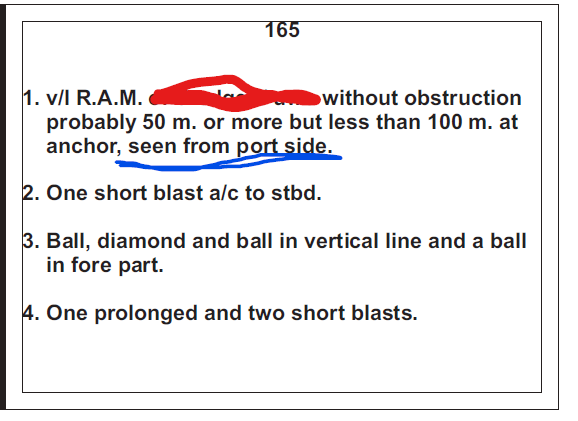 165
1. v/l R.A.M. without obstruction
probably 50 m. or more but less than 100 m. at
anchor, seen from port side.
2. One short blast a/c to stbd.
3. Ball, diamond and ball in vertical line and a ball
in fore part.
4. One prolonged and two short blasts.